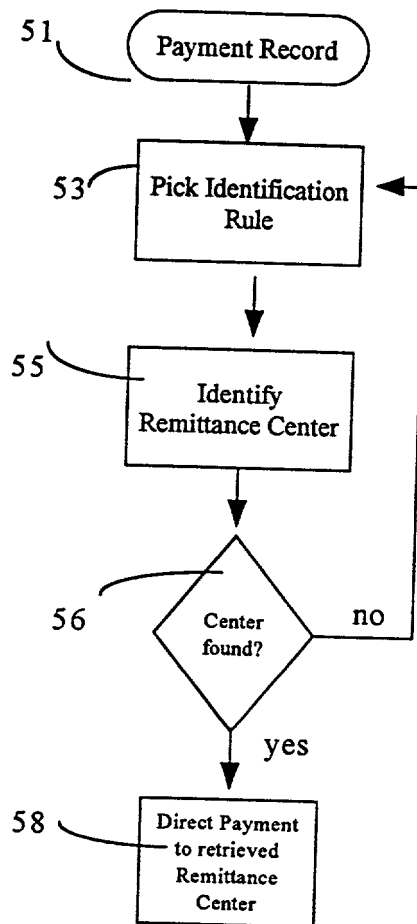 51
Payment Record
53
Pick Identification
Rule
55
Identify
Remittance Center
56
Center
found?
no
yes
58
Direct Payment
to retrieved
Remittance
Center